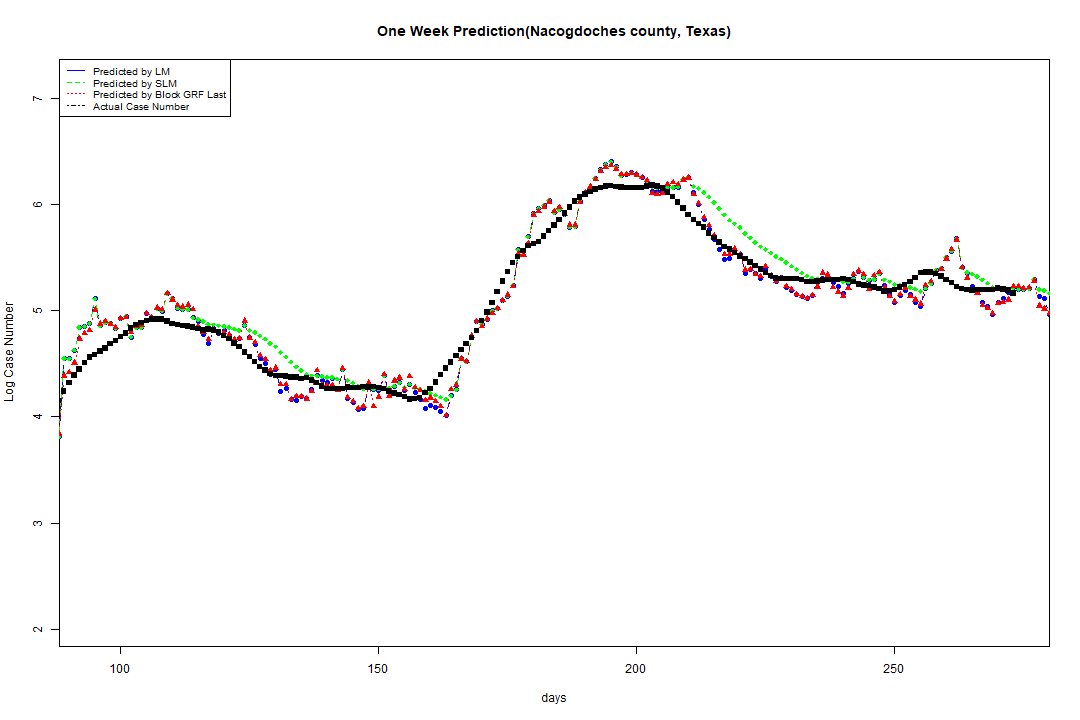 One Week Prediction(Nacogdoches county, Texas)
Predicted by LM
Predicted by SLM
Predicted by Block GRF Last
Actual Case Number
7
6
5
4
3
2
Log Case Number
100
150
200
250
days